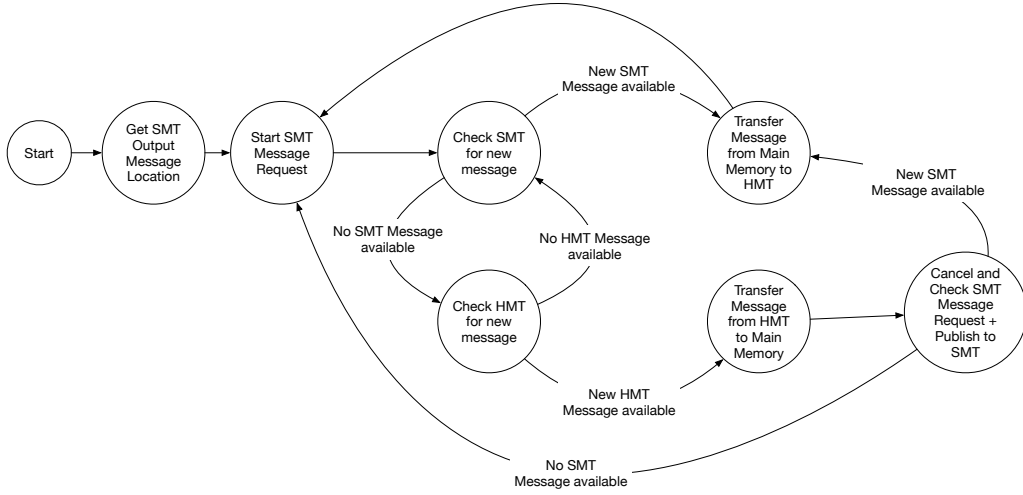 Start
Get SMT
Output
Message
Location
Start SMT
Message
Request
Check SMT
for new
message
New SMT
Message available
Transfer
Message
from Main
Memory to
HMT
New SMT
Message available
No SMT Message
available
No HMT Message
available
Check HMT
for new
message
Transfer
Message
from HMT
to Main
Memory
Cancel and
Check SMT
Message
Request +
Publish to
SMT
New HMT
Message available
No SMT
Message available